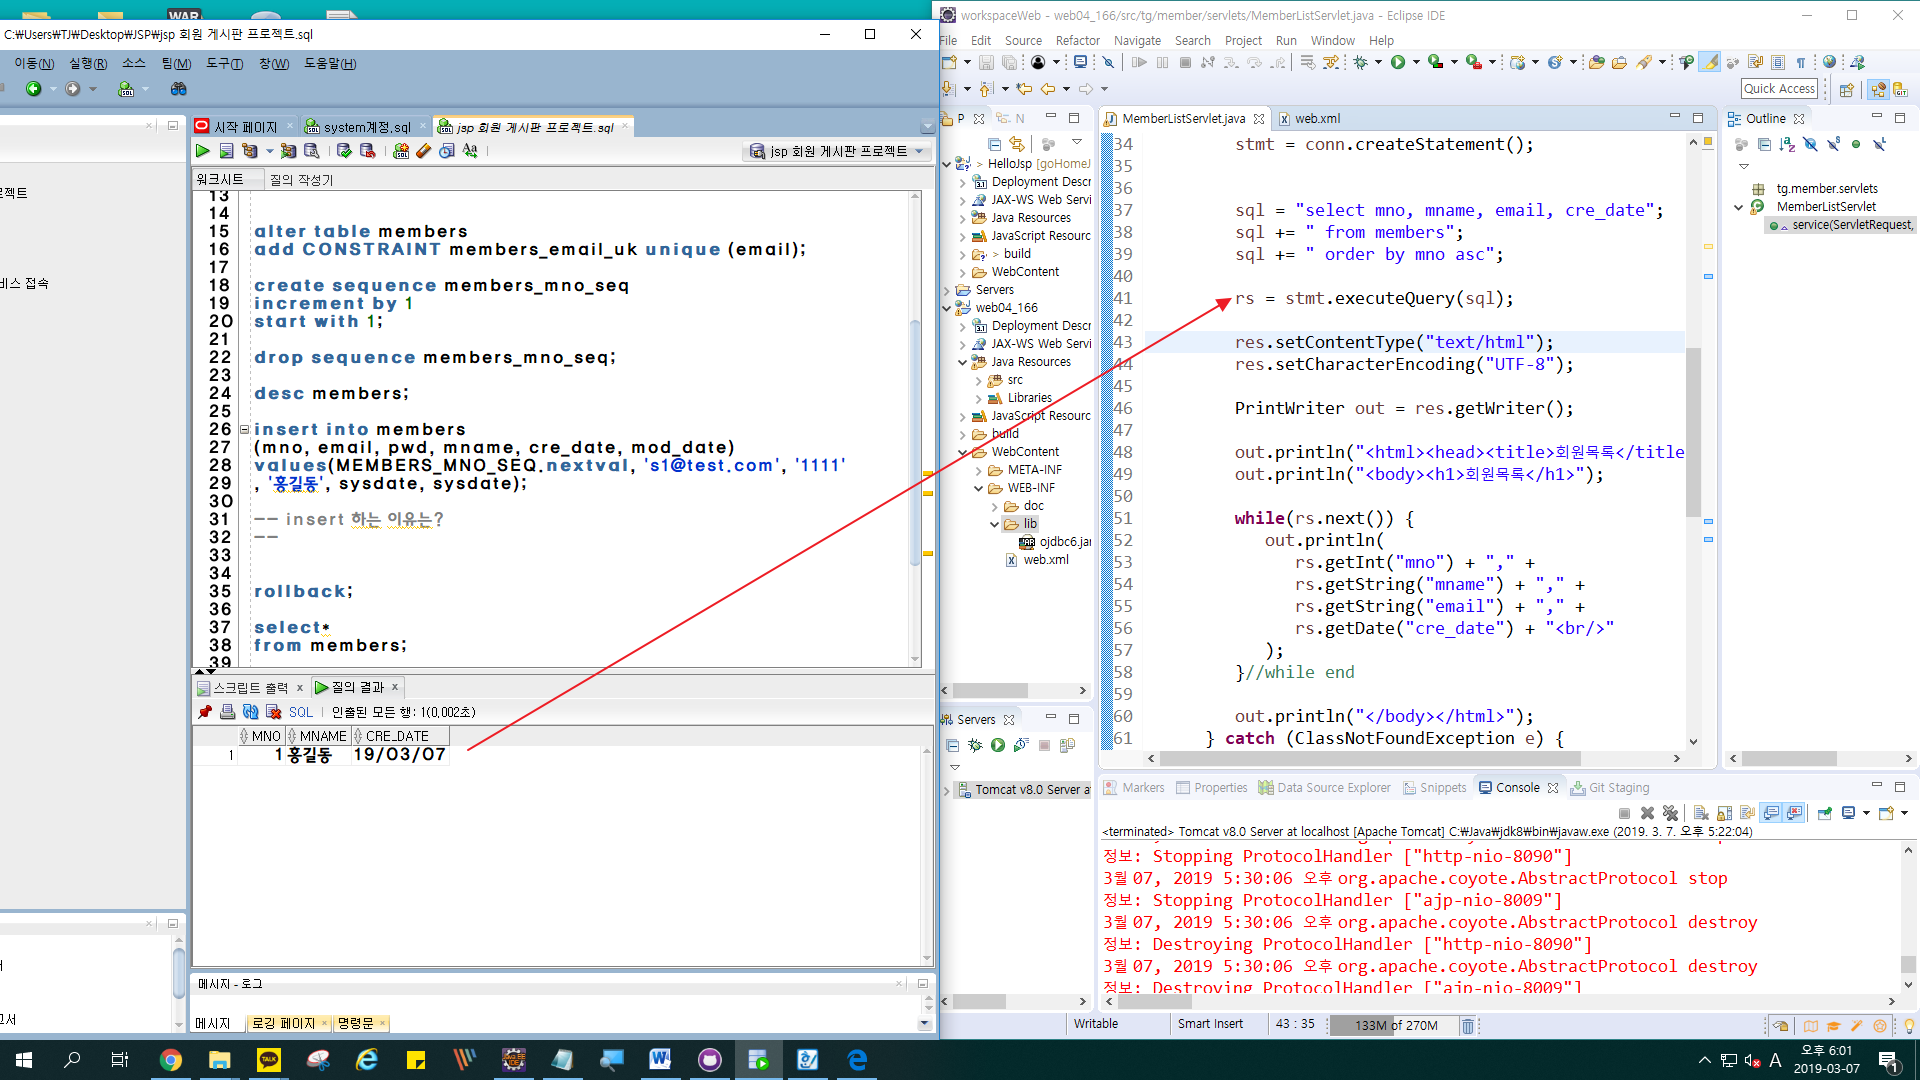 WAR
C:￦Users￦TJ￦Desktop￦JSP￦jsp 회원 게시판 프로젝트.sql
이동(N) 실행(R) 소스 팀(M) 도구(T) 창(W) 도움말(H)
로젝트
비스 접속
시작 페이지 system계정.sql jsp 회원 게시판 프로젝트.sql
jsp 회원 게시판 프로젝트
워크시트 질의 작성기
13
14
15 alter table members
16 add CONSTRAINT members_email_uk unique (email);
17
18 create sequence members_mno_seq
19 increment by 1
20 start with 1;
21
22 drop sequence members_mno_seq;
23
24 desc members;
25
26 insert into members
27 (mno, email, pwd, mname, cre_date, mod_date)
28 values(MEMBERS_MNO_SEQ.nextval, 's1@test.com', '1111'
29 , '홍길동', sysdate, sysdate);
30
31 -- insert 하는 이유는?
32 --
33
34
35 rollback;
36
37 select*
38 from members;
39
스크립트 출력 x 질의 결과 x
SQL 인출된 모든 행: 1(0,002초)
MNO MNAME CRE_DATE
1 1 홍길동 19/03/07
메시지 - 로그
메시지 로깅 페이지 명령문
workspaceWeb - web04_166/src/tg/member/servlets/MemberListServlet.java - Eclipse IDE
File Edit Source Refactor Navigate Search Project Run Window Help
Quick Access
P N
HelloJsp [goHomeJ
Deployment Descr
JAX-WS Web Servi
Java Resources
JavaScript Resourc
> build
WebContent
Servers
web04_166
Deployment Descr
JAX-WS Web Servi
Java Resources
src
Libraries
JavaScript Resourc
build
WebContent
META-INF
WEB-INF
doc
lib
ojdbc6.jar
web.xml
Servers
Tomcat v8.0 Server at
MemberListServlet.java web.xml
34 stmt = conn.createStatement();
35
36
37 sql = "select mno, mname, email, cre_date";
38 sql += " from members";
39 sql += " order by mno asc";
40
41 rs = stmt.executeQuery(sql);
42
43 res.setContentType("text/html");
44 res.setCharacterEncoding("UTF-8");
45
46 PrintWriter out = res.getWriter();
47
48 out.println("<html><head><title>회원목록</title
49 out.println("<body><h1>회원목록</h1>");
50
51 while(rs.next()) {
52 out.println(
53 rs.getInt("mno") + "," +
54 rs.getString("mname") + "," +
55 rs.getString("email") + "," +
56 rs.getDate("cre_date") + "<br/>"
57 );
58 }//while end
59
60 out.println("</body></html>");
61 } catch (ClassNotFoundException e) {
Outline
tg.member.servlets
MemberListServlet
service(ServletRequest,
Markers Properties Data Source Explorer Snippets Console Git Staging
<terminated> Tomcat v8.0 Server at localhost [Apache Tomcat] C:￦Java￦jdk8￦bin￦javaw.exe (2019. 3. 7. 오후 5:22:04)
정보: Stopping ProtocolHandler ["http-nio-8090"]
3월 07, 2019 5:30:06 오후 org.apache.coyote.AbstractProtocol stop
정보: Stopping ProtocolHandler ["ajp-nio-8009"]
3월 07, 2019 5:30:06 오후 org.apache.coyote.AbstractProtocol destroy
정보: Destroying ProtocolHandler ["http-nio-8090"]
3월 07, 2019 5:30:06 오후 org.apache.coyote.AbstractProtocol destroy
정보: Destroying ProtocolHandler ["ajp-nio-8009"]
Writable Smart Insert 43 : 35 133M of 270M
TALK
A 오후 6:01
2019-03-07
1